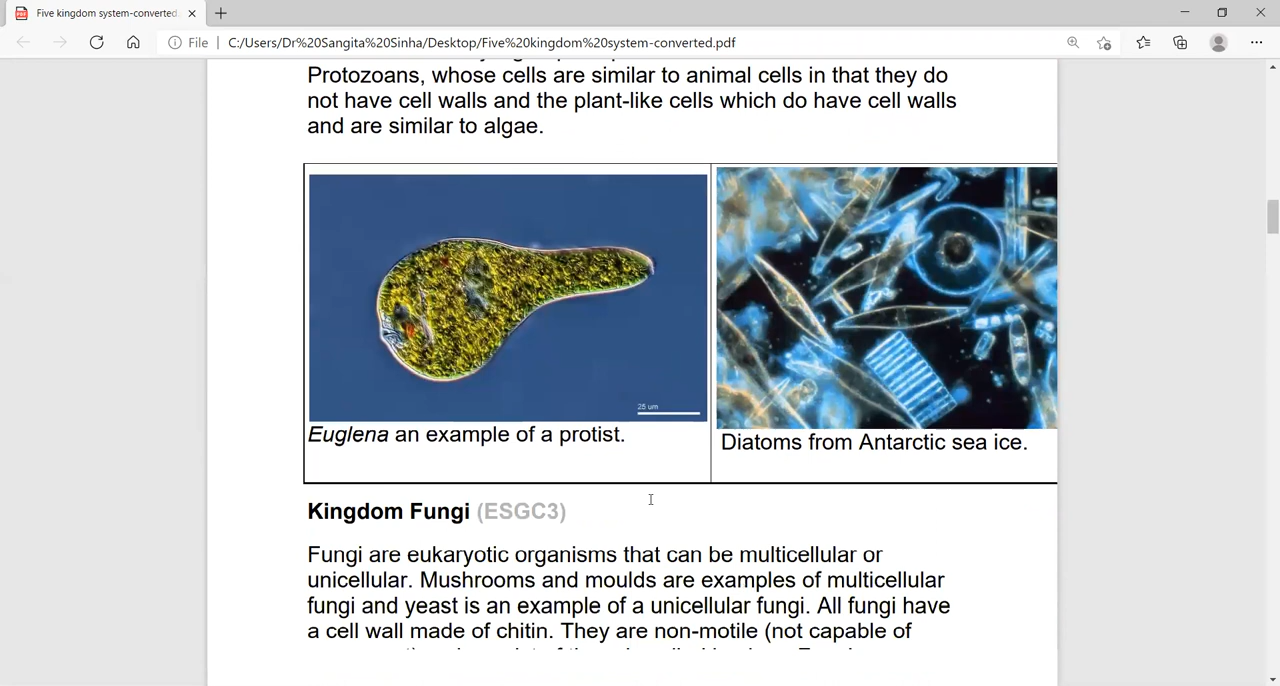 Five kingdom system-converted.
File
C:/Users/Dr%20Sangita%20Sinha/Desktop/Five%20kingdom%20system-converted.pdf
Protozoans, whose cells are similar to animal cells in that they do
not have cell walls and the plant-like cells which do have cell walls
and are similar to algae.
25 um
Euglena an example of a protist.
Diatoms from Antarctic sea ice.
Kingdom Fungi (ESGC3)
Fungi are eukaryotic organisms that can be multicellular or
unicellular. Mushrooms and moulds are examples of multicellular
fungi and yeast is an example of a unicellular fungi. All fungi have
a cell wall made of chitin. They are non-motile (not capable of